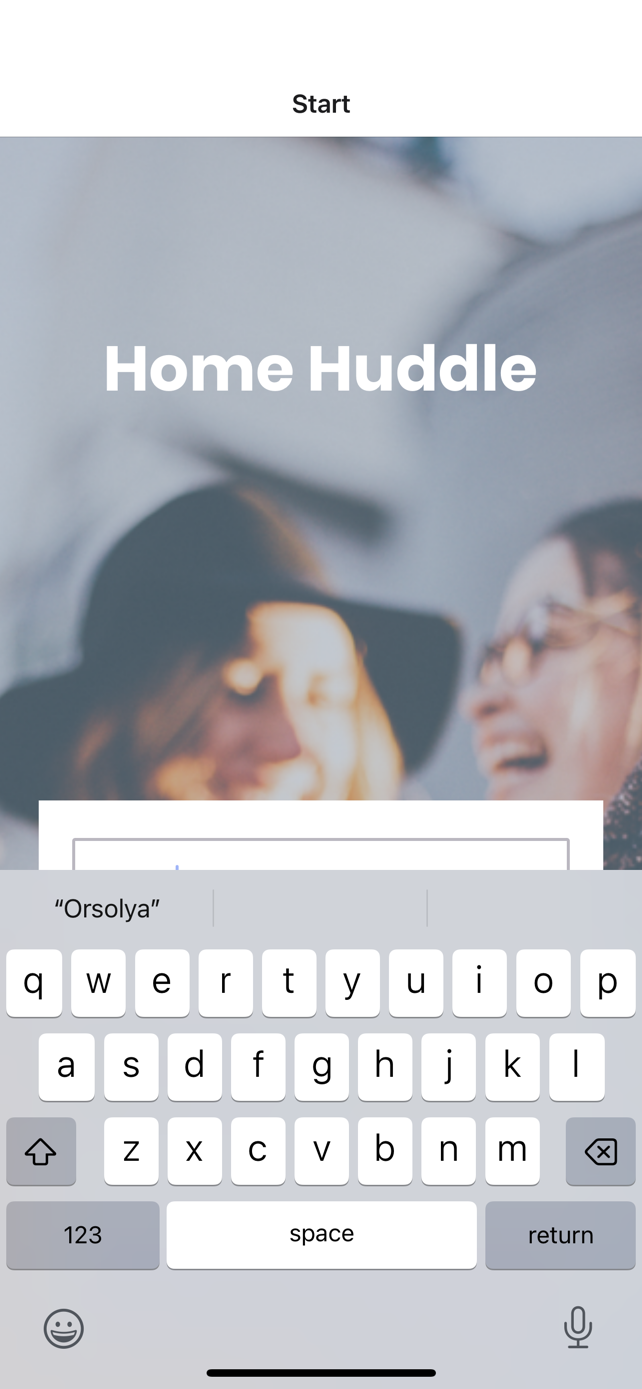 Start
Home Huddle
“Orsolya”
q w e r t y u i o p
a s d f g h j k l
z x c v b n m
123 space return